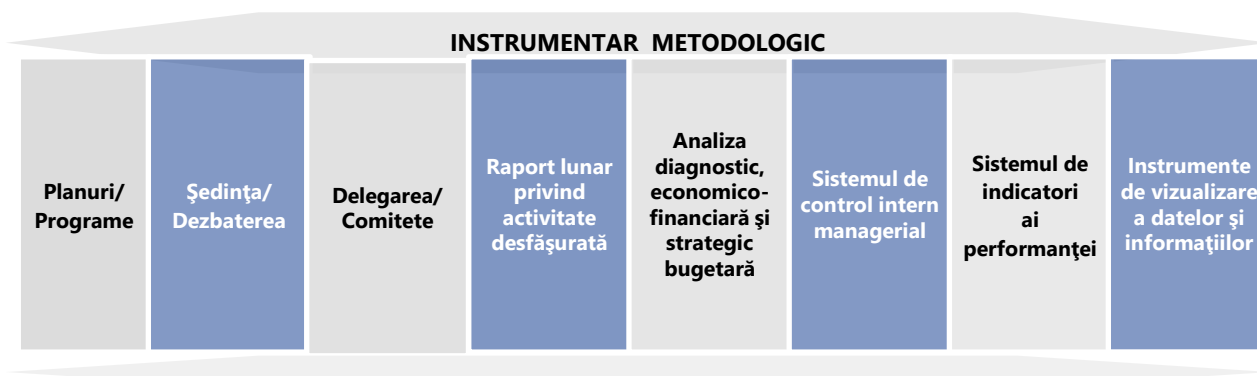 INSTRUMENTAR METODOLOGIC
Planuri/
Programe
Şedinţa/
Dezbaterea
Delegarea/
Comitete
Raport lunar
privind
activitate
desfăşurată
Analiza
diagnostic,
economico-
financiară şi
strategic
bugetară
Sistemul de
control intern
managerial
Sistemul de
indicatori
ai
performanţei
Instrumente
de vizualizare
a datelor şi
informaţiilor